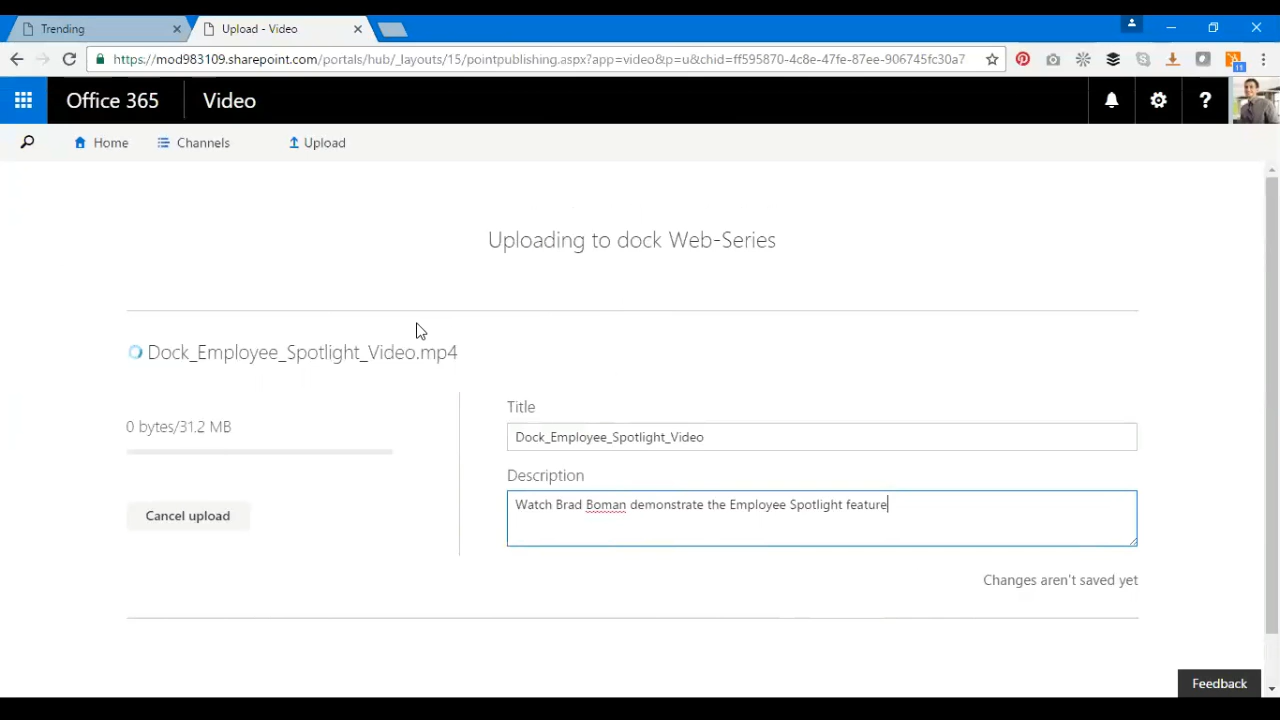 Trending
Upload - Video
https://mod983109.sharepoint.com/portals/hub/_layouts/15/pointpublishing.aspx?app=video&p=u&chid=ff595870-4c8e-47fe-87ee-906745fc30a7
11
Office 365
Video
?
Home
Channels
Upload
Uploading to dock Web-Series
Dock_Employee_Spotlight_Video.mp4
0 bytes/31.2 MB
Cancel upload
Title
Dock_Employee_Spotlight_Video
Description
Watch Brad Boman demonstrate the Employee Spotlight feature
Changes aren't saved yet
Feedback